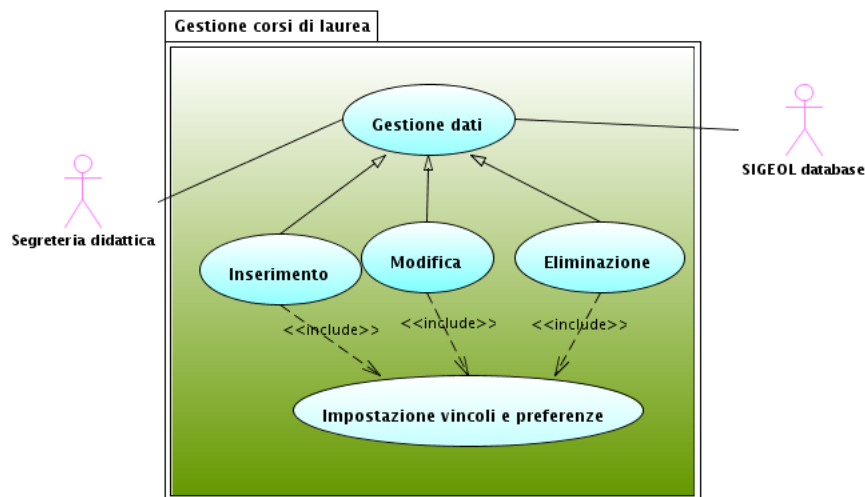 Gestione corsi di laurea
Gestione dati
SIGEOL database
Segreteria didattica
Inserimento
Modifica
Eliminazione
<<include>>
<<include>>
<<include>>
Impostazione vincoli e preferenze